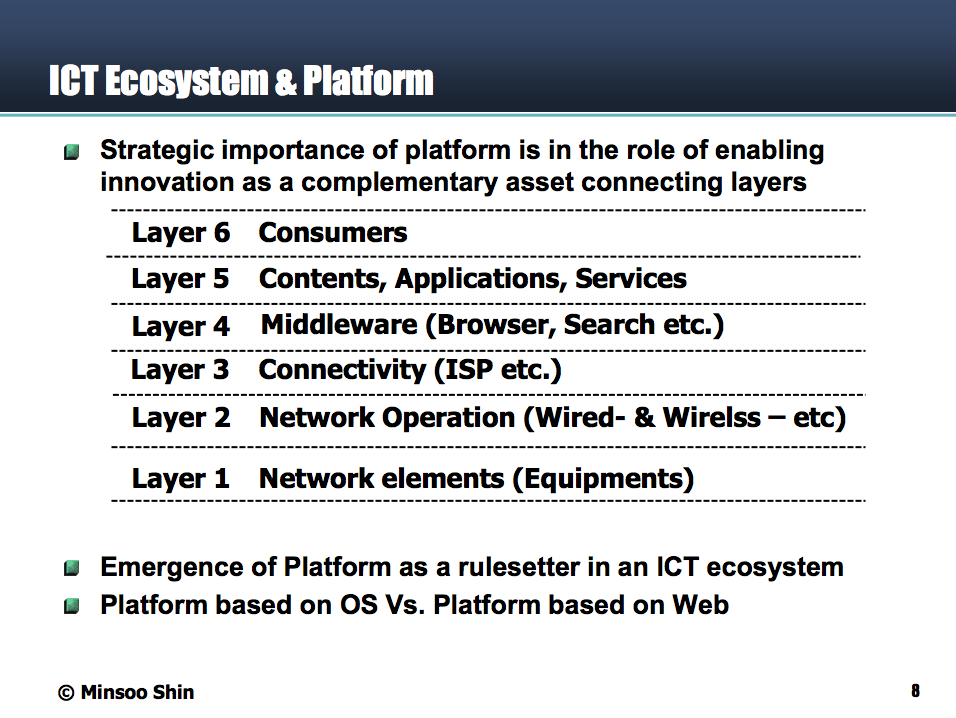 ICT Ecosystem & Platform
Strategic importance of platform is in the role of enabling
innovation as a complementary asset connecting layers
Layer 6 Consumers
Layer 5 Contents, Applications, Services
Layer 4 Middleware (Browser, Search etc.)
Layer 3 Connectivity (ISP etc.)
Layer 2 Network Operation (Wired- & Wirelss – etc)
Layer 1 Network elements (Equipments)
Emergence of Platform as a rulesetter in an ICT ecosystem
Platform based on OS Vs. Platform based on Web
© Minsoo Shin
8